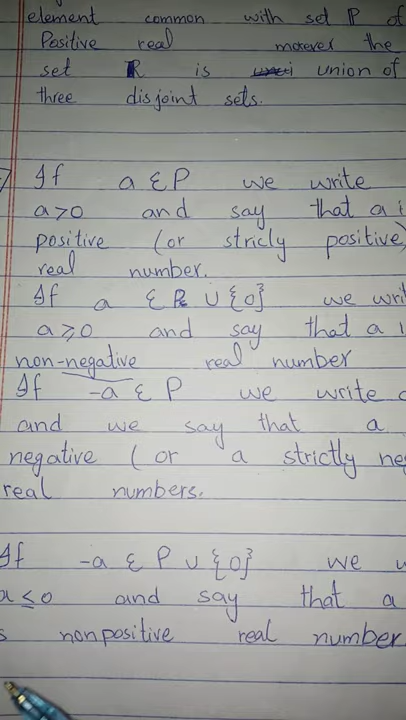 element common with set P of
Positive real morever the
set R is union of
three disjoint sets.
If a ε P we write
a>0 and say that a i
positive (or stricly positive)
real number.
If a ε P ∪ {0} we wri
a ≥ 0 and say that a i
non-negative real number
If -a ε P we write
and we say that a
negative (or a strictly ne
real numbers.
If -a ε P ∪ {0} we w
a ≤ 0 and say that a
s nonpositive real number